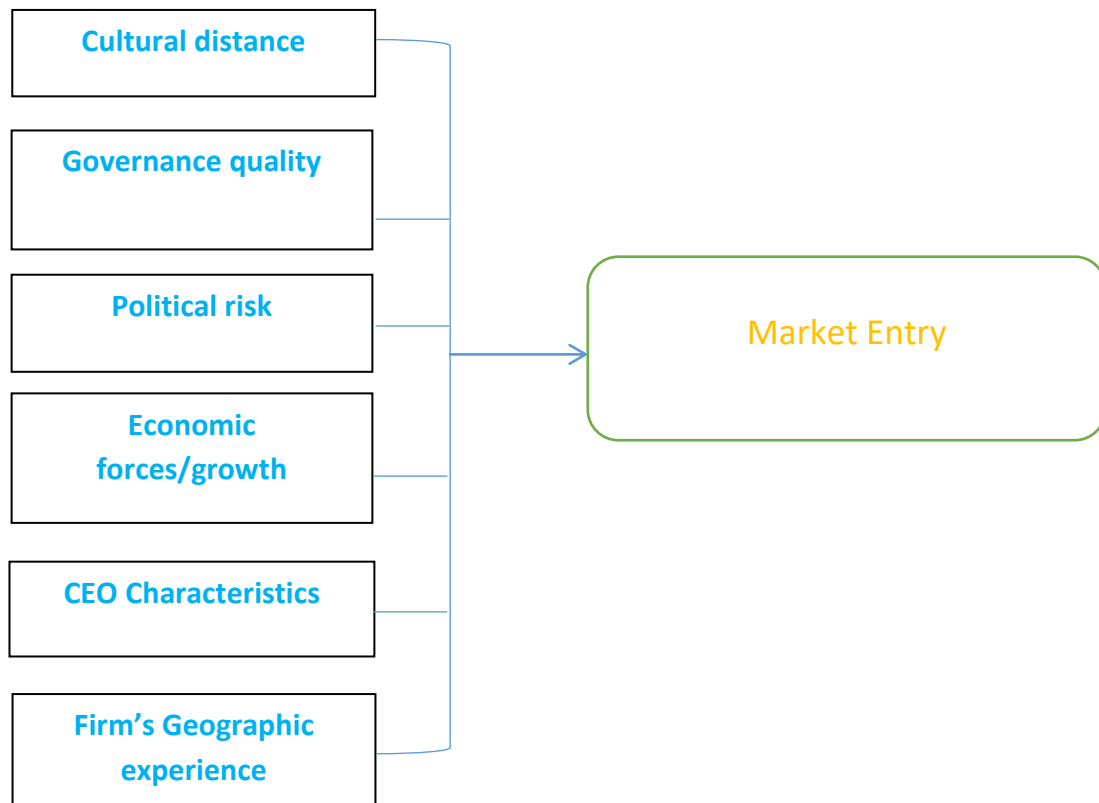 Cultural distance
Governance quality
Political risk
Economic
forces/growth
CEO Characteristics
Firm’s Geographic
experience
Market Entry